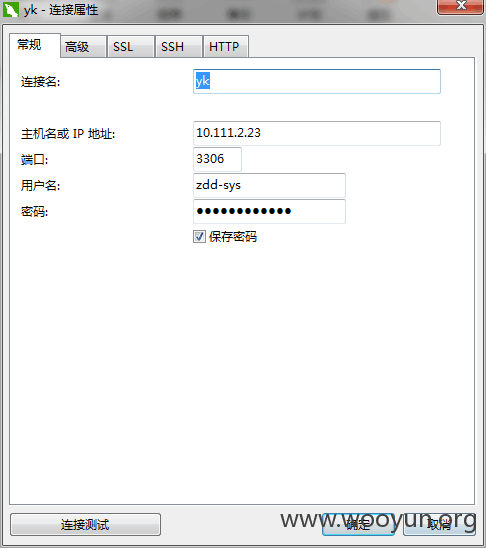 yk - 连接属性
常规 高级 SSL SSH HTTP
连接名: yk
主机名或 IP 地址: 10.111.2.23
端口: 3306
用户名: zdd-sys
密码: ●●●●●●●●●●●●
保存密码
连接测试 确定 取消
www.wooyun.org